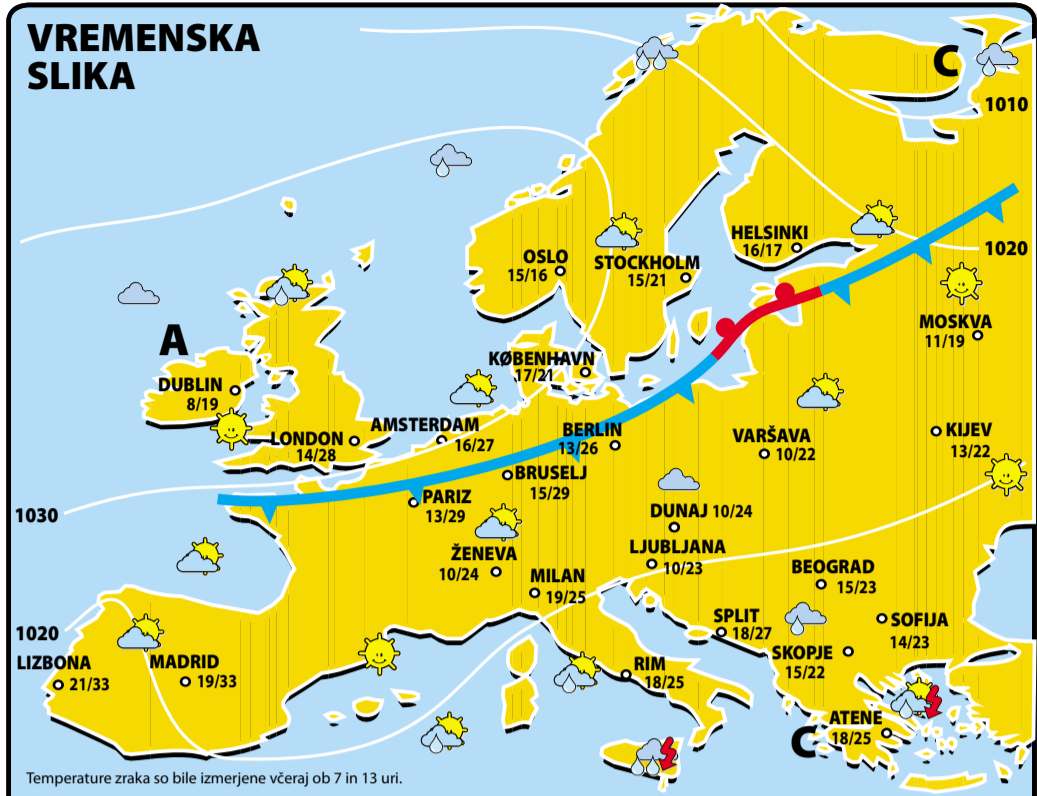 VREMENSKA
SLIKA
C
1010
HELSINKI
16/17
OSLO
15/16
STOCKHOLM
15/21
1020
MOSKVA
11/19
A
KØBENHAVN
17/21
DUBLIN
8/19
AMSTERDAM
16/27
LONDON
14/28
BERLIN
13/26
VARŠAVA
10/22
KIJEV
13/22
BRUSELJ
15/29
PARIZ
13/29
1030
DUNAJ 10/24
ŽENEVA
10/24
LJUBLJANA
10/23
MILAN
19/25
BEOGRAD
15/23
1020
SPLIT
18/27
SOFIJA
14/23
SKOPJE
15/22
LIZBONA
21/33
MADRID
19/33
RIM
18/25
ATENE
18/25
C
Temperature zraka so bile izmerjene včeraj ob 7 in 13 uri.